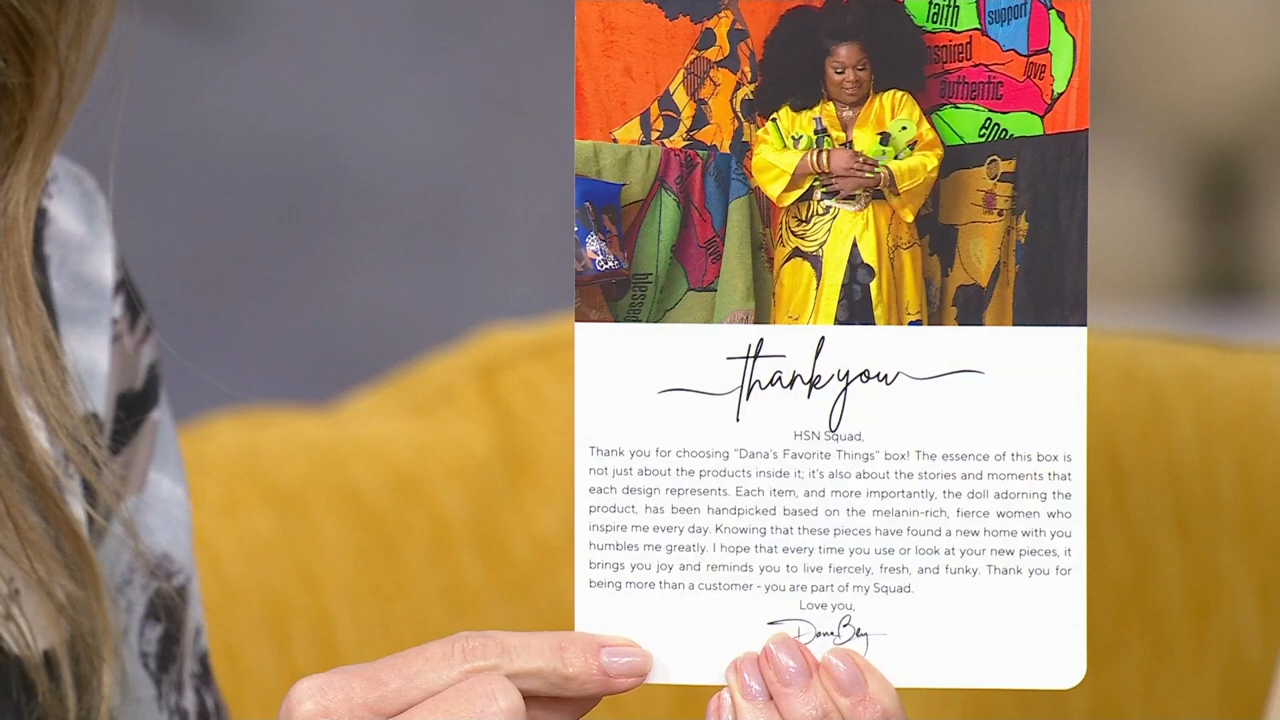 faith
support
nspired
ove
authentic
ener
love
blessed
thank you
HSN Squad,
Thank you for choosing "Dana's Favorite Things" box! The essence of this box is
not just about the products inside it; it's also about the stories and moments that
each design represents. Each item, and more importantly, the doll adorning the
product, has been handpicked based on the melanin-rich, fierce women who
inspire me every day. Knowing that these pieces have found a new home with you
humbles me greatly. I hope that every time you use or look at your new pieces, it
brings you joy and reminds you to live fiercely, fresh, and funky. Thank you for
being more than a customer - you are part of my Squad.
Love you,
Dana Bly